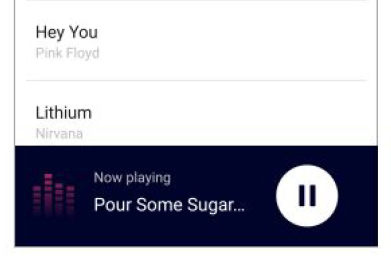 Hey You
Pink Floyd
Lithium
Nirvana
Now playing
Pour Some Sugar...